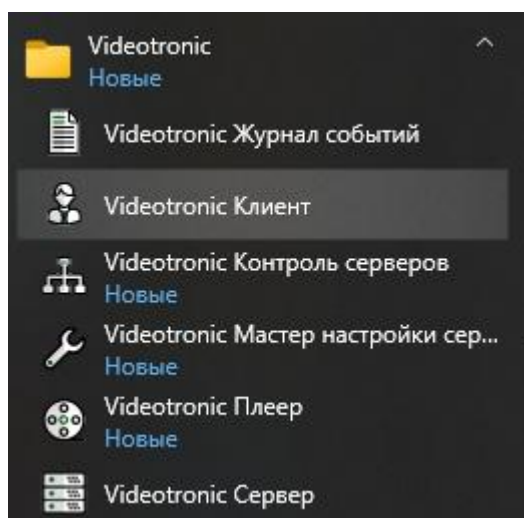 Videotronic
Новые
Videotronic Журнал событий
Videotronic Клиент
Videotronic Контроль серверов
Новые
Videotronic Мастер настройки сер...
Новые
Videotronic Плеер
Новые
Videotronic Сервер